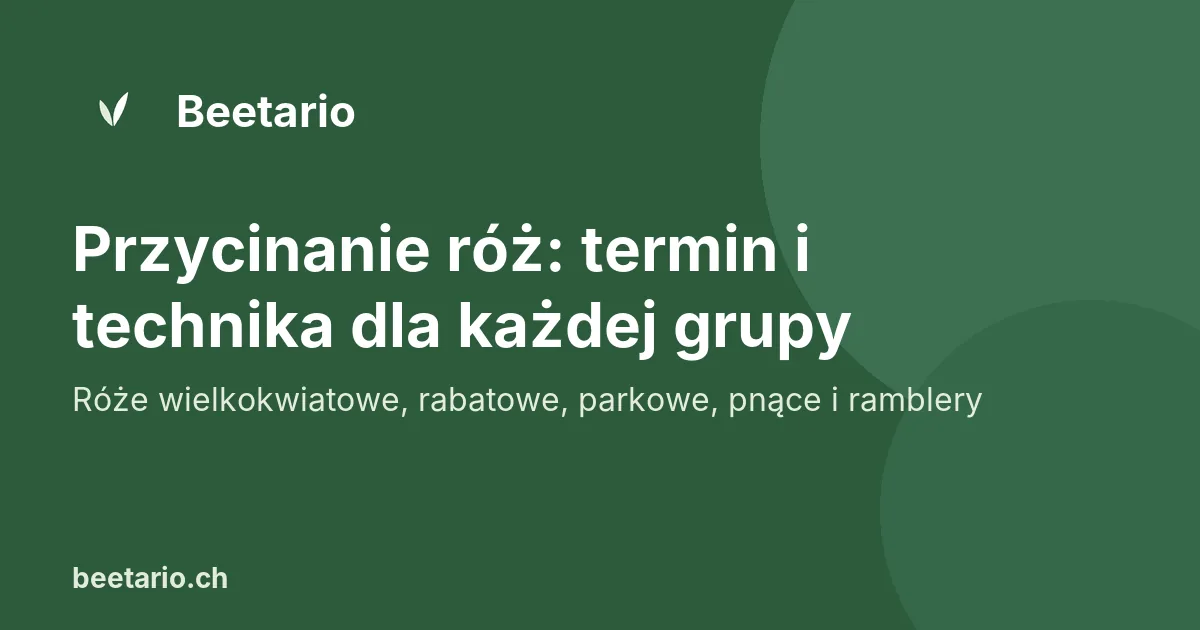 Beetario
Przycinanie róż: termin i
technika dla każdej grupy
Róże wielkokwiatowe, rabatowe, parkowe, pnące i ramblery
beetario.ch